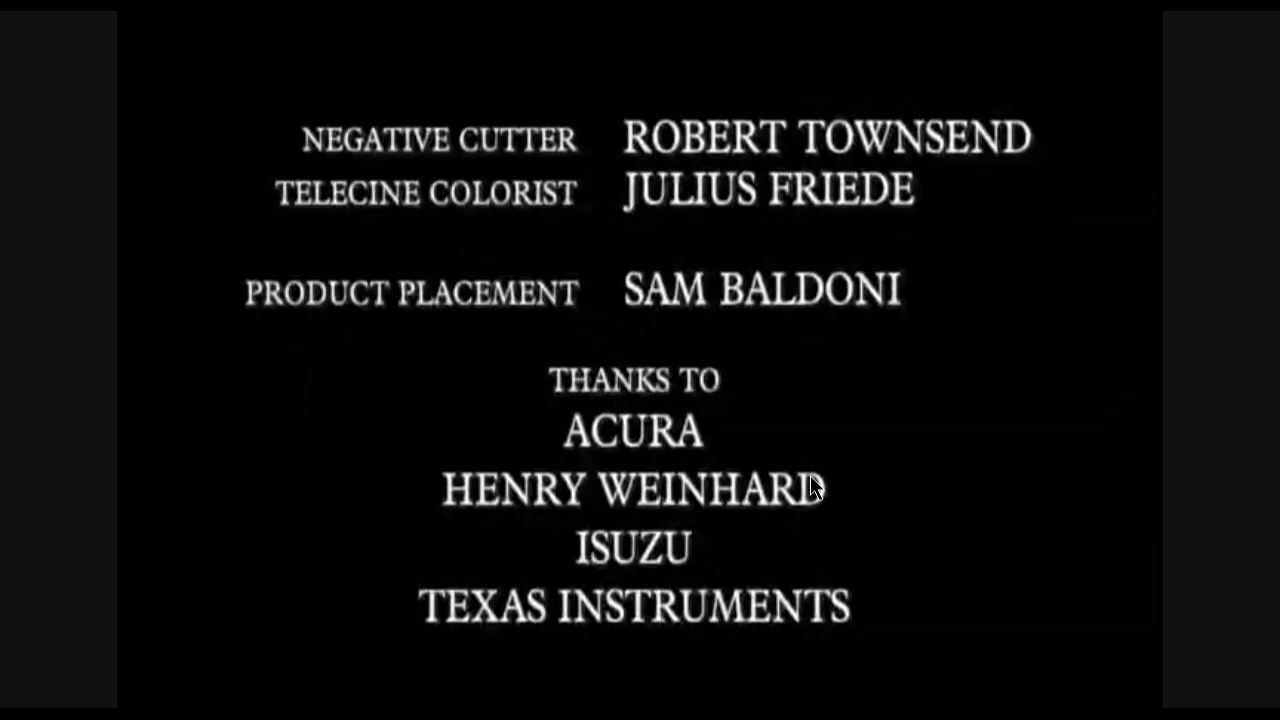 NEGATIVE CUTTER ROBERT TOWNSEND
TELECINE COLORIST JULIUS FRIEDE
PRODUCT PLACEMENT SAM BALDONI
THANKS TO
ACURA
HENRY WEINHARD
ISUZU
TEXAS INSTRUMENTS